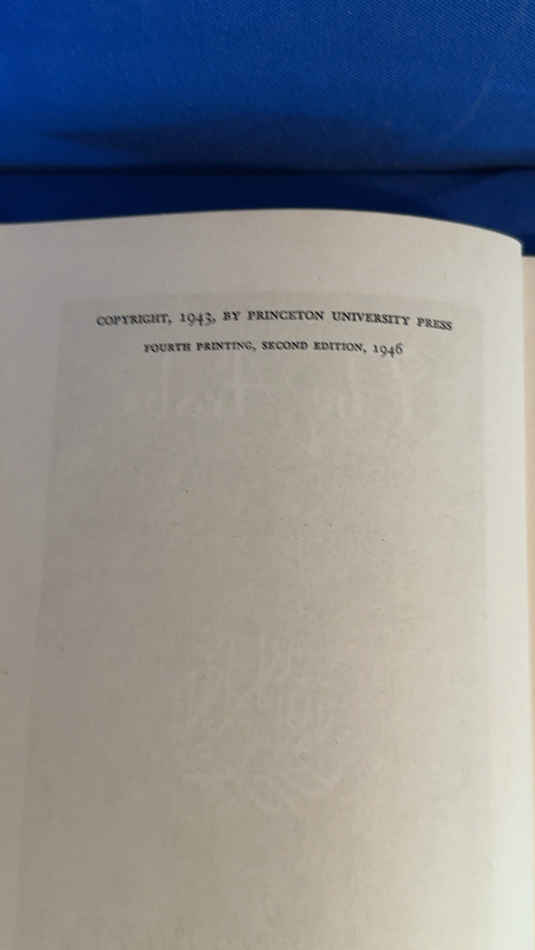 COPYRIGHT, 1943, BY PRINCETON UNIVERSITY PRESS
FOURTH PRINTING, SECOND EDITION, 1946